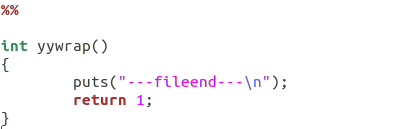 %%
int yywrap()
{
        puts("---fileend---\n");
        return 1;
}